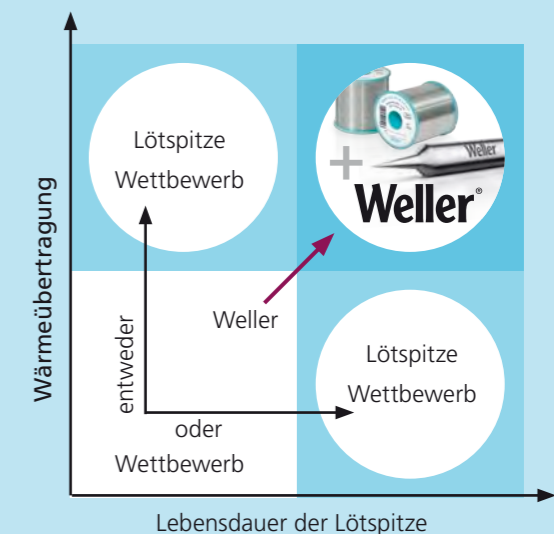 Wärmeübertragung
Lötspitze
Wettbewerb
Weller
+
Weller®
Weller
entweder
oder
Wettbewerb
Lötspitze
Wettbewerb
Lebensdauer der Lötspitze